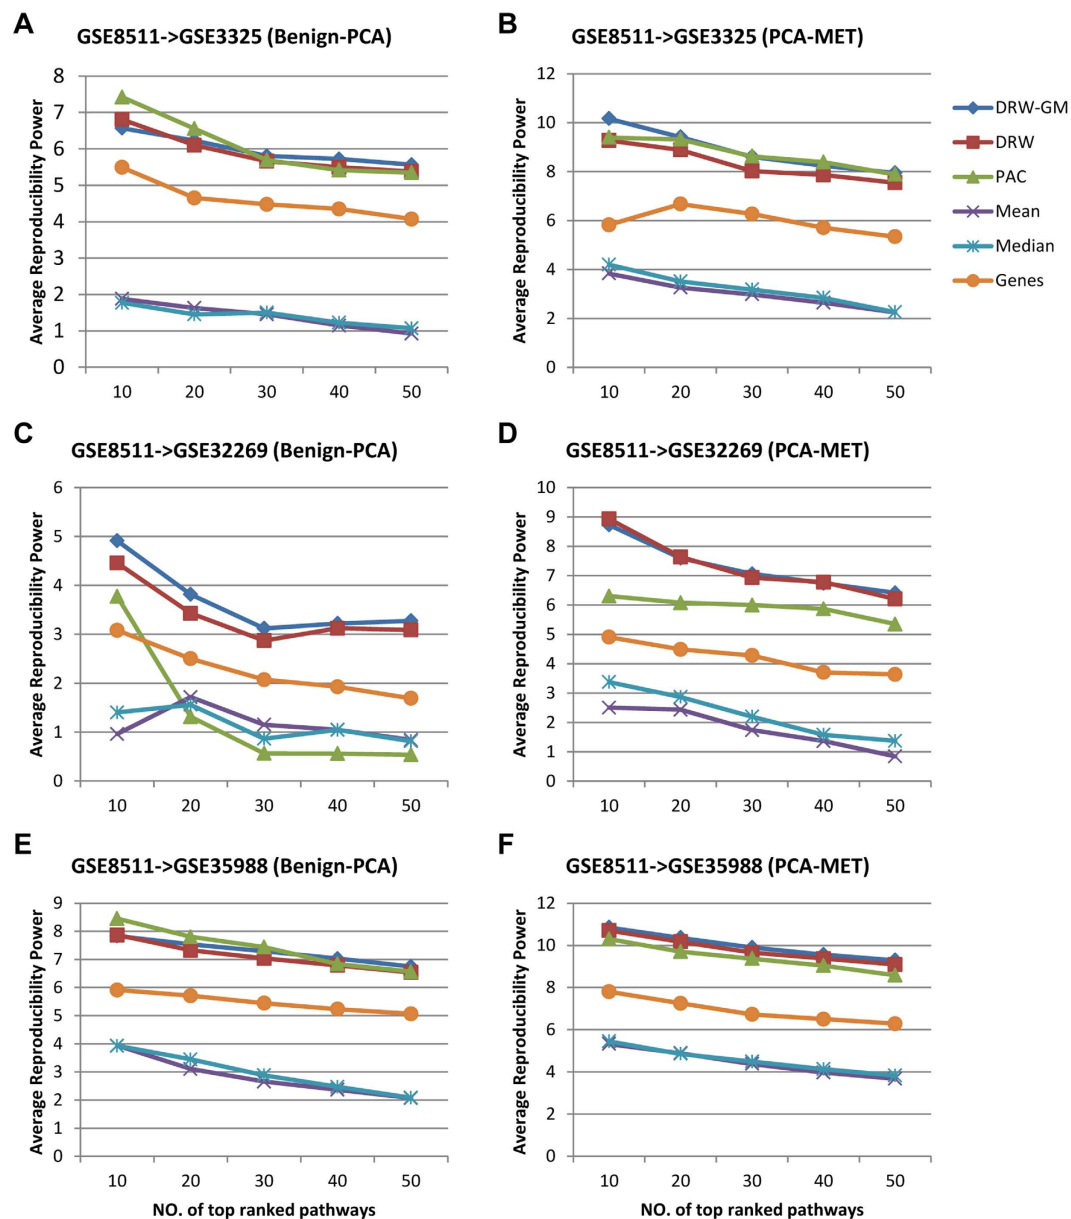 A
GSE8511->GSE3325 (Benign-PCA)
Average Reproducibility Power
8
7
6
5
4
3
2
1
0
10 20 30 40 50
B
GSE8511->GSE3325 (PCA-MET)
Average Reproducibility Power
12
10
8
6
4
2
0
10 20 30 40 50
DRW-GM
DRW
PAC
Mean
Median
Genes
C
GSE8511->GSE32269 (Benign-PCA)
Average Reproducibility Power
6
5
4
3
2
1
0
10 20 30 40 50
D
GSE8511->GSE32269 (PCA-MET)
Average Reproducibility Power
10
9
8
7
6
5
4
3
2
1
0
10 20 30 40 50
E
GSE8511->GSE35988 (Benign-PCA)
Average Reproducibility Power
9
8
7
6
5
4
3
2
1
0
10 20 30 40 50
NO. of top ranked pathways
F
GSE8511->GSE35988 (PCA-MET)
Average Reproducibility Power
12
10
8
6
4
2
0
10 20 30 40 50
NO. of top ranked pathways